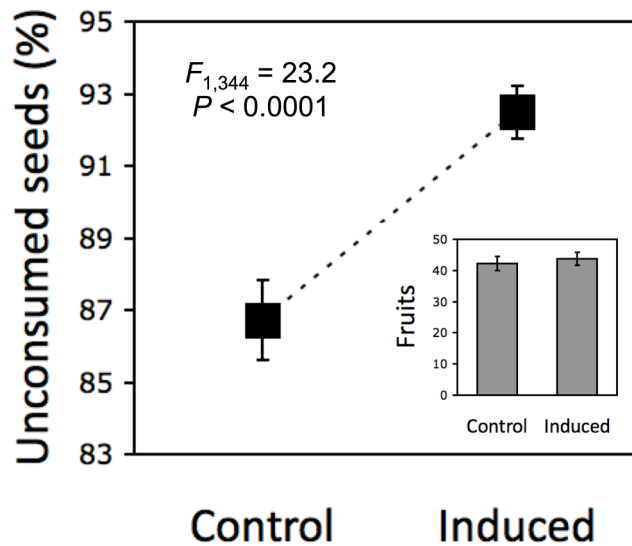 Unconsumed seeds (%)
95
93
91
89
87
85
83
F1,344 = 23.2
P < 0.0001
Control
Induced
Fruits
50
40
30
20
10
0
Control
Induced